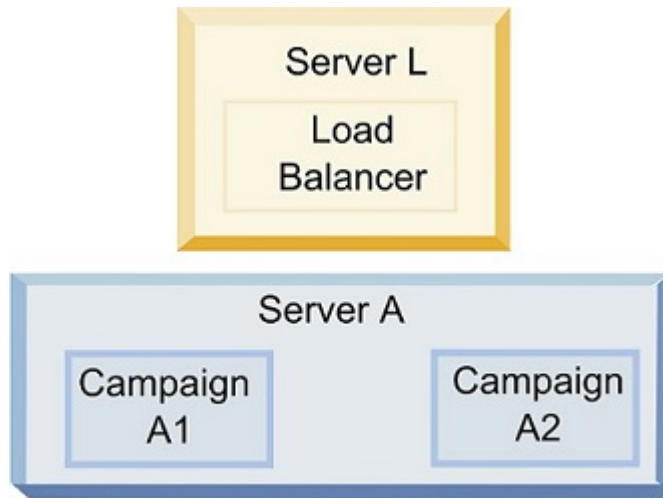 Server L
Load
Balancer
Server A
Campaign
A1
Campaign
A2